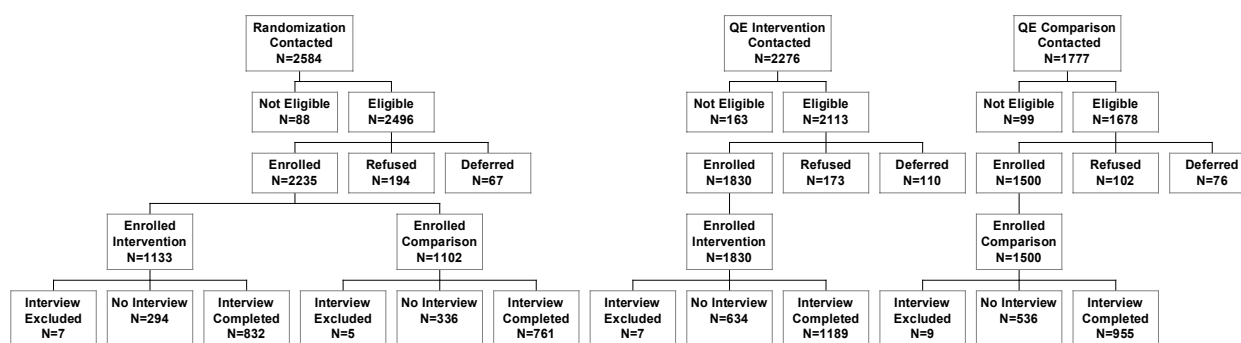 Randomization
Contacted
N=2584
QE Intervention
Contacted
N=2276
QE Comparison
Contacted
N=1777
Not Eligible
N=88
Eligible
N=2496
Not Eligible
N=163
Eligible
N=2113
Not Eligible
N=99
Eligible
N=1678
Enrolled
N=2235
Refused
N=194
Deferred
N=67
Enrolled
N=1830
Refused
N=173
Deferred
N=110
Enrolled
N=1500
Refused
N=102
Deferred
N=76
Enrolled
Intervention
N=1133
Enrolled
Comparison
N=1102
Enrolled
Intervention
N=1830
Enrolled
Comparison
N=1500
Interview
Excluded
N=7
No Interview
N=294
Interview
Completed
N=832
Interview
Excluded
N=5
No Interview
N=336
Interview
Completed
N=761
Interview
Excluded
N=7
No Interview
N=634
Interview
Completed
N=1189
Interview
Excluded
N=9
No Interview
N=536
Interview
Completed
N=955